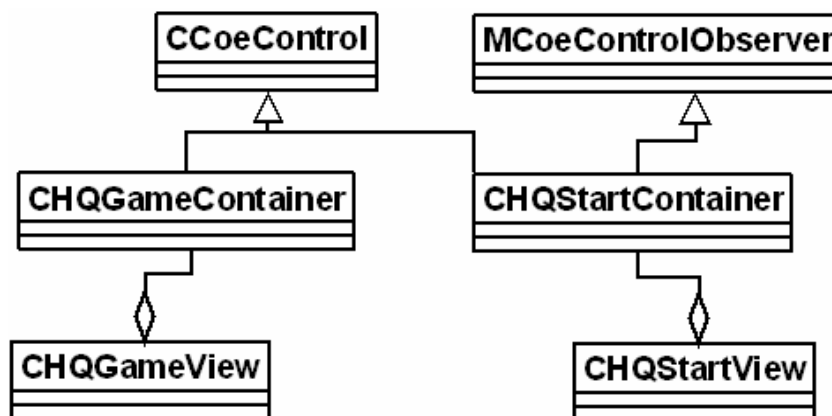 CCoeControl
MCoeControlObserver
CHQGameContainer
CHQStartContainer
CHQGameView
CHQStartView